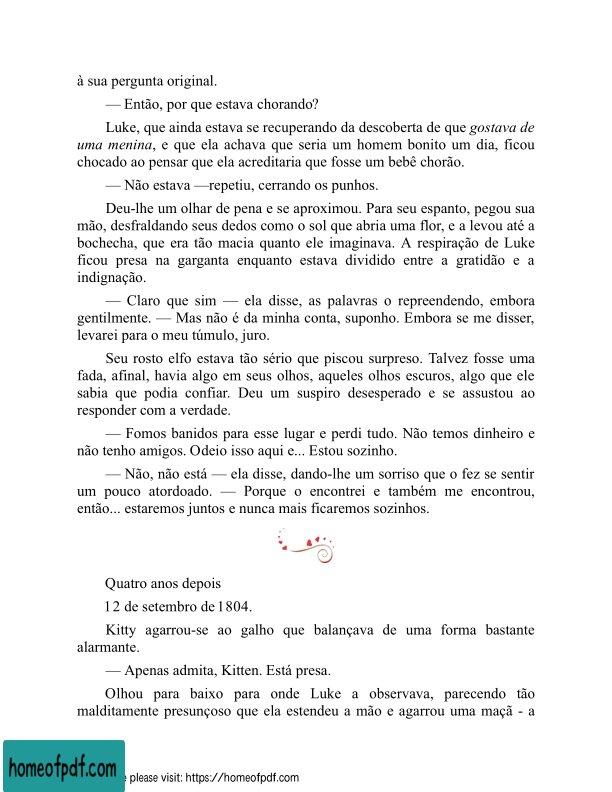 à sua pergunta original.
— Então, por que estava chorando?
Luke, que ainda estava se recuperando da descoberta de que gostava de
uma menina, e que ela achava que seria um homem bonito um dia, ficou
chocado ao pensar que ela acreditaria que fosse um bebê chorão.
— Não estava —repetiu, cerrando os punhos.
Deu-lhe um olhar de pena e se aproximou. Para seu espanto, pegou sua
mão, desfraldando seus dedos como o sol que abria uma flor, e a levou até a
bochecha, que era tão macia quanto ele imaginava. A respiração de Luke
ficou presa na garganta enquanto estava dividido entre a gratidão e a
indignação.
— Claro que sim — ela disse, as palavras o repreendendo, embora
gentilmente. — Mas não é da minha conta, suponho. Embora se me disser,
levarei para o meu túmulo, juro.
Seu rosto elfo estava tão sério que piscou surpreso. Talvez fosse uma
fada, afinal, havia algo em seus olhos, aqueles olhos escuros, algo que ele
sabia que podia confiar. Deu um suspiro desesperado e se assustou ao
responder com a verdade.
— Fomos banidos para esse lugar e perdi tudo. Não temos dinheiro e
não tenho amigos. Odeio isso aqui e... Estou sozinho.
— Não, não está — ela disse, dando-lhe um sorriso que o fez se sentir
um pouco atordoado. — Porque o encontrei e também me encontrou,
então... estaremos juntos e nunca mais ficaremos sozinhos.
Quatro anos depois
12 de setembro de 1804.
Kitty agarrou-se ao galho que balançava de uma forma bastante
alarmante.
— Apenas admita, Kitten. Está presa.
Olhou para baixo para onde Luke a observava, parecendo tão
malditamente presunçoso que ela estendeu a mão e agarrou uma maçã - a
homeofpdf.com
e please visit: https://homeofpdf.com